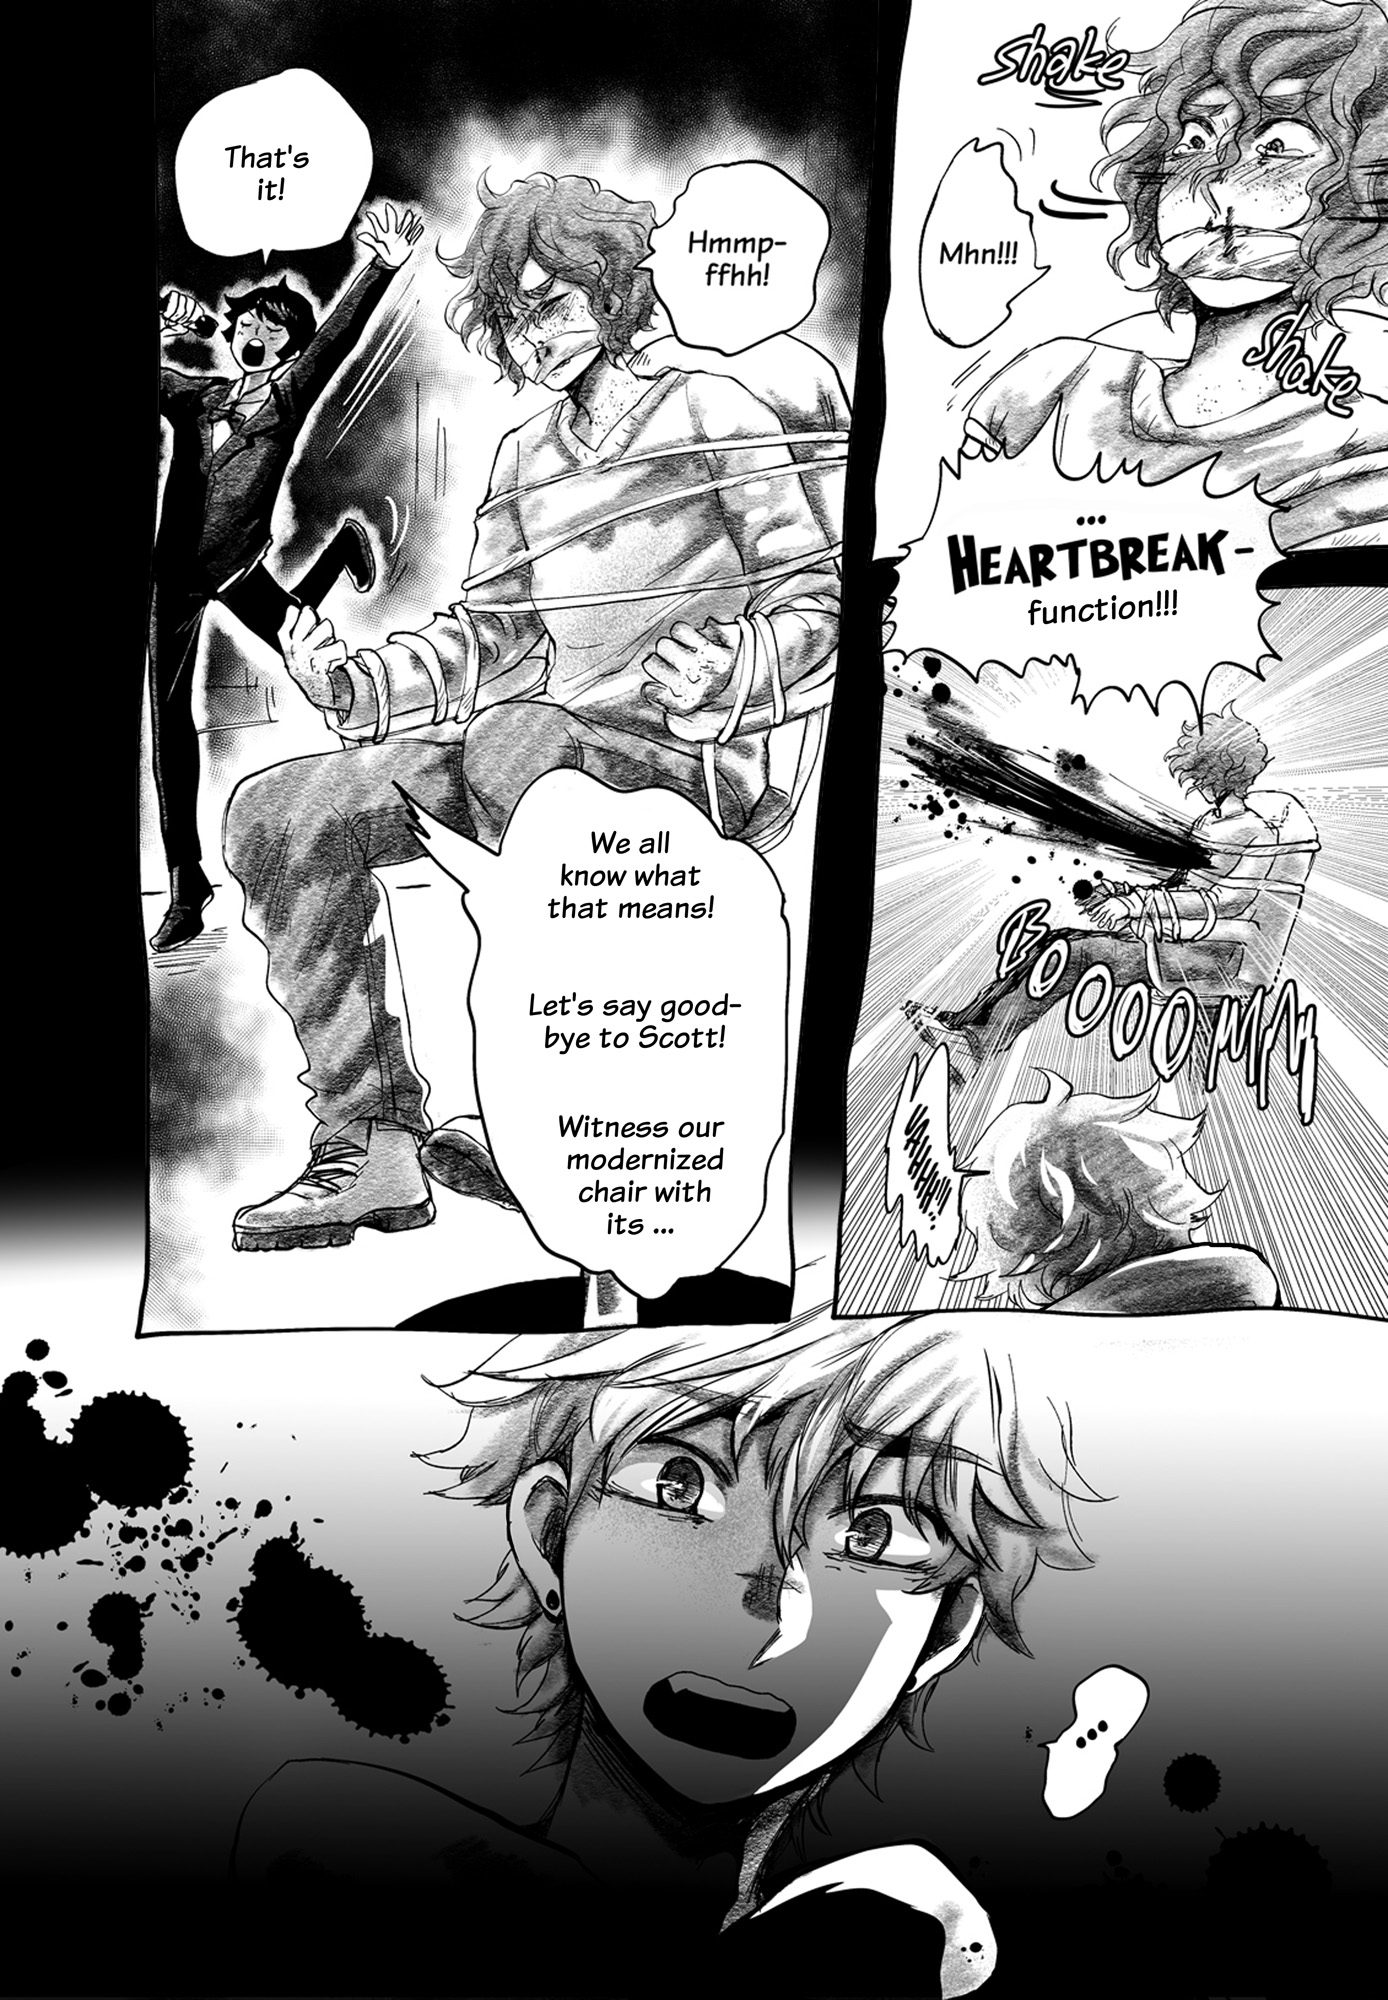 That's
it!
Hmmp-
ffhh!
We all
know what
that means!
Let's say good-
bye to Scott!
Witness our
modernized
chair with
its ...
shake
Mhn!!!
shake
...
HEARTBREAK-
function!!!
BOOOOMMM
...